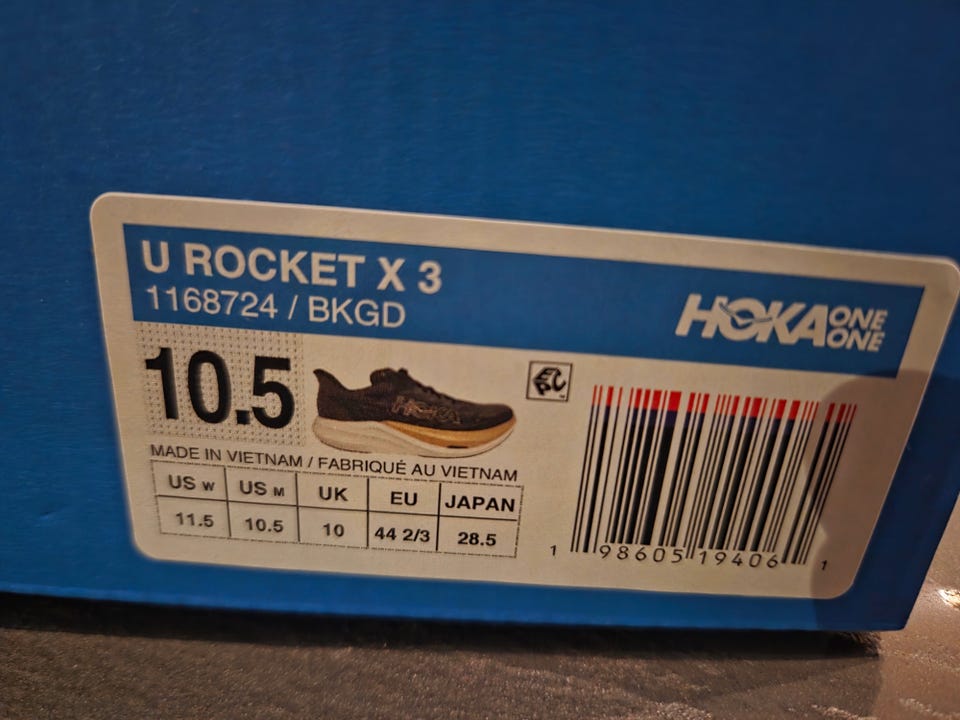 U ROCKET X 3
1168724 / BKGD
HOKA ONE ONE
10.5
HOKA
MADE IN VIETNAM / FABRIQUÉ AU VIETNAM
US W US M UK EU JAPAN
11.5 10.5 10 44 2/3 28.5
1 98605 19406 1